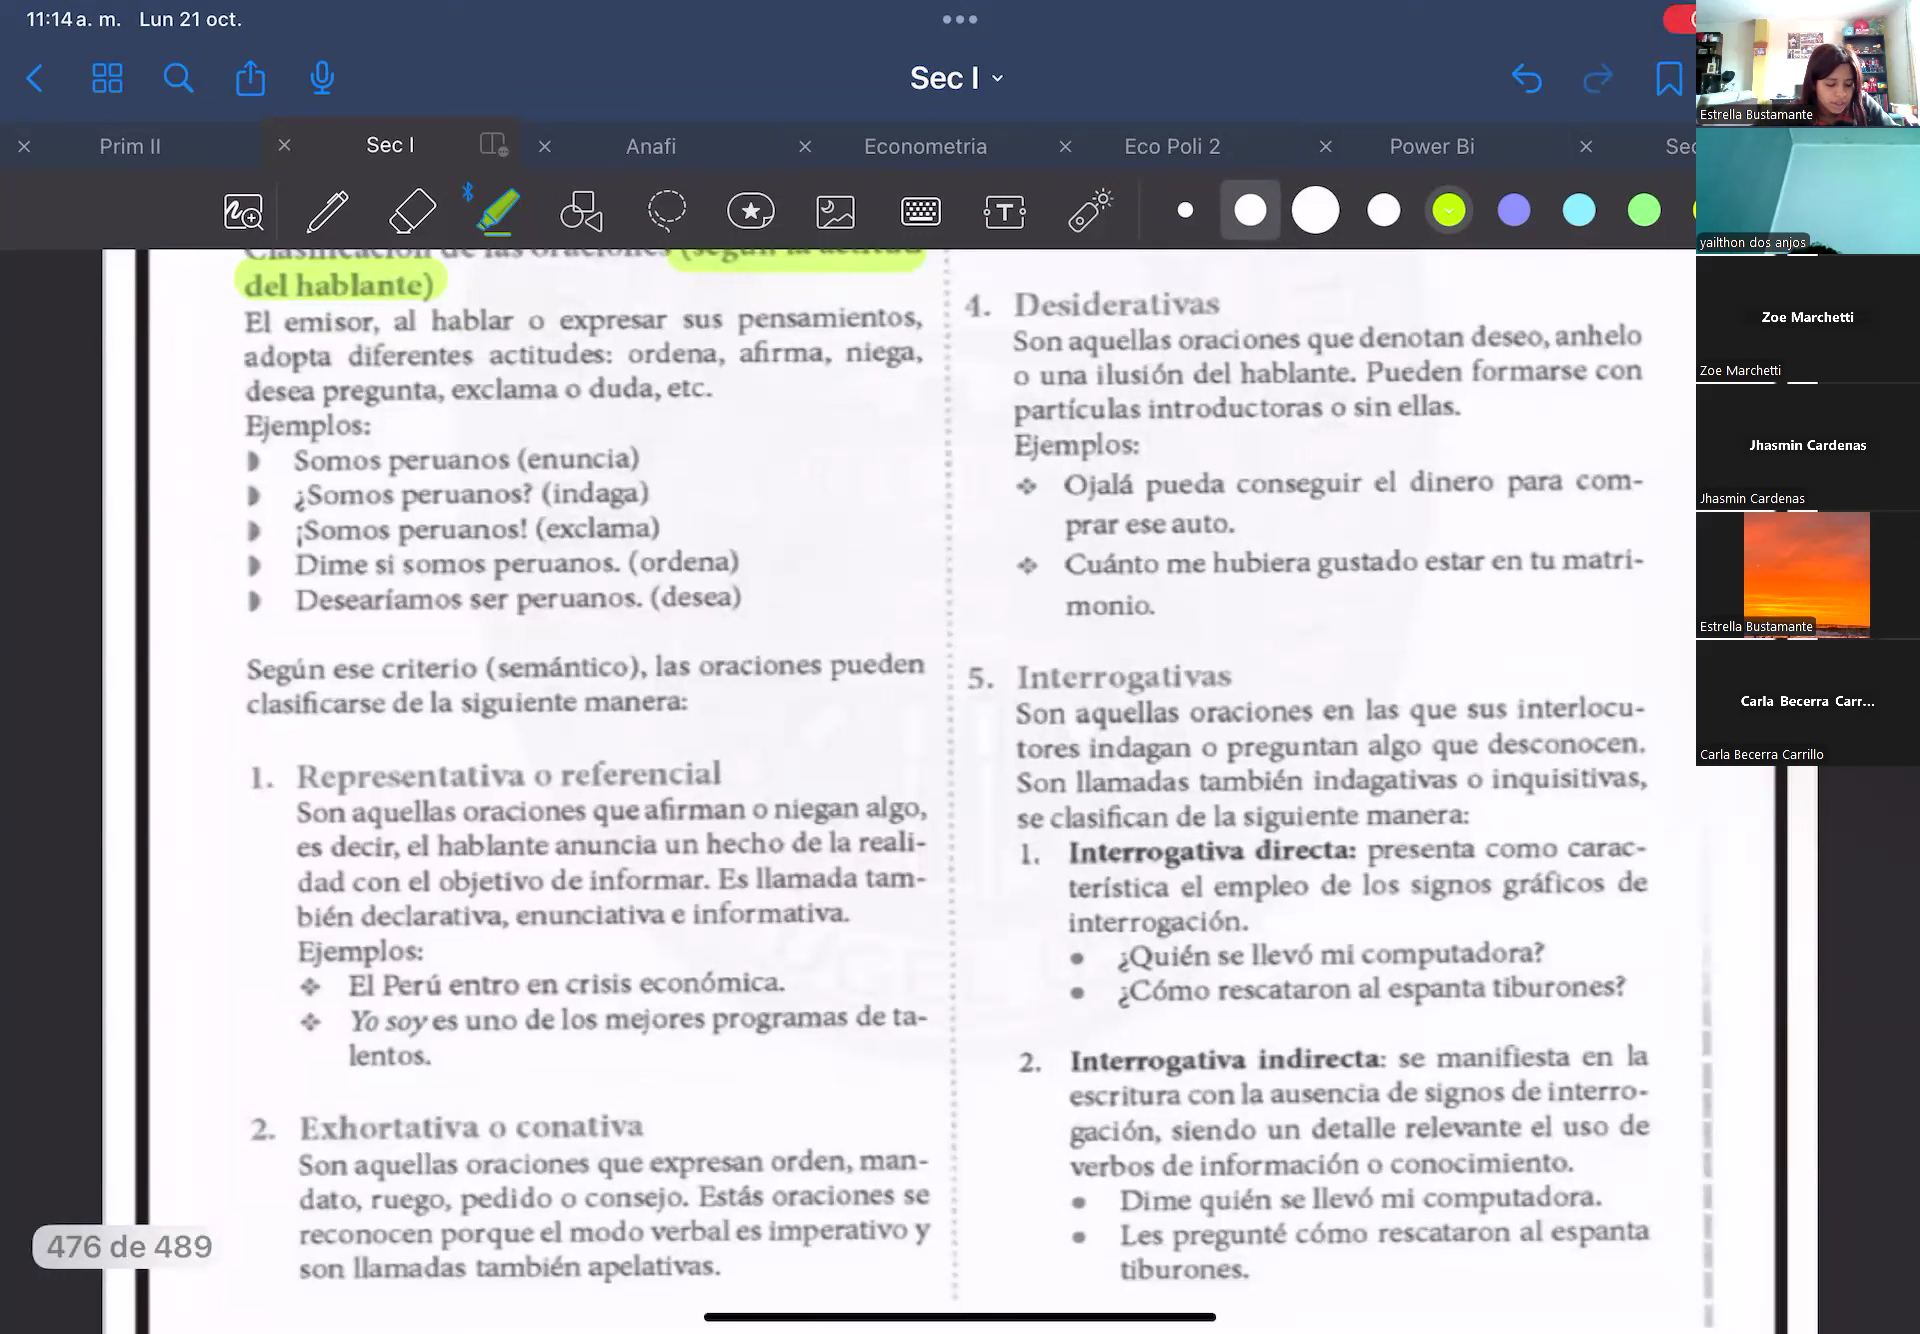 11:14 a. m. Lun 21 oct.
Sec I
Prim II
Sec I
Anafi
Econometria
Eco Poli 2
Power Bi
Sec
Clasificación de las oraciones (según la actitud
del hablante)
El emisor, al hablar o expresar sus pensamientos,
adopta diferentes actitudes: ordena, afirma, niega,
desea pregunta, exclama o duda, etc.
Ejemplos:
Somos peruanos (enuncia)
¿Somos peruanos? (indaga)
¡Somos peruanos! (exclama)
Dime si somos peruanos. (ordena)
Desearíamos ser peruanos. (desea)
Según ese criterio (semántico), las oraciones pueden
clasificarse de la siguiente manera:
1. Representativa o referencial
Son aquellas oraciones que afirman o niegan algo,
es decir, el hablante anuncia un hecho de la reali-
dad con el objetivo de informar. Es llamada tam-
bién declarativa, enunciativa e informativa.
Ejemplos:
El Perú entro en crisis económica.
Yo soy es uno de los mejores programas de ta-
lentos.
2. Exhortativa o conativa
Son aquellas oraciones que expresan orden, man-
dato, ruego, pedido o consejo. Estás oraciones se
reconocen porque el modo verbal es imperativo y
son llamadas también apelativas.
4. Desiderativas
Son aquellas oraciones que denotan deseo, anhelo
o una ilusión del hablante. Pueden formarse con
partículas introductoras o sin ellas.
Ejemplos:
Ojalá pueda conseguir el dinero para com-
prar ese auto.
Cuánto me hubiera gustado estar en tu matri-
monio.
5. Interrogativas
Son aquellas oraciones en las que sus interlocu-
tores indagan o preguntan algo que desconocen.
Son llamadas también indagativas o inquisitivas,
se clasifican de la siguiente manera:
1. Interrogativa directa: presenta como carac-
terística el empleo de los signos gráficos de
interrogación.
• ¿Quién se llevó mi computadora?
• ¿Cómo rescataron al espanta tiburones?
2. Interrogativa indirecta: se manifiesta en la
escritura con la ausencia de signos de interro-
gación, siendo un detalle relevante el uso de
verbos de información o conocimiento.
• Dime quién se llevó mi computadora.
• Les pregunté cómo rescataron al espanta
tiburones.
476 de 489
Estrella Bustamante
yailthon dos anjos
Zoe Marchetti
Zoe Marchetti
Jhasmin Cardenas
Jhasmin Cardenas
Estrella Bustamante
Carla Becerra Carr...
Carla Becerra Carrillo